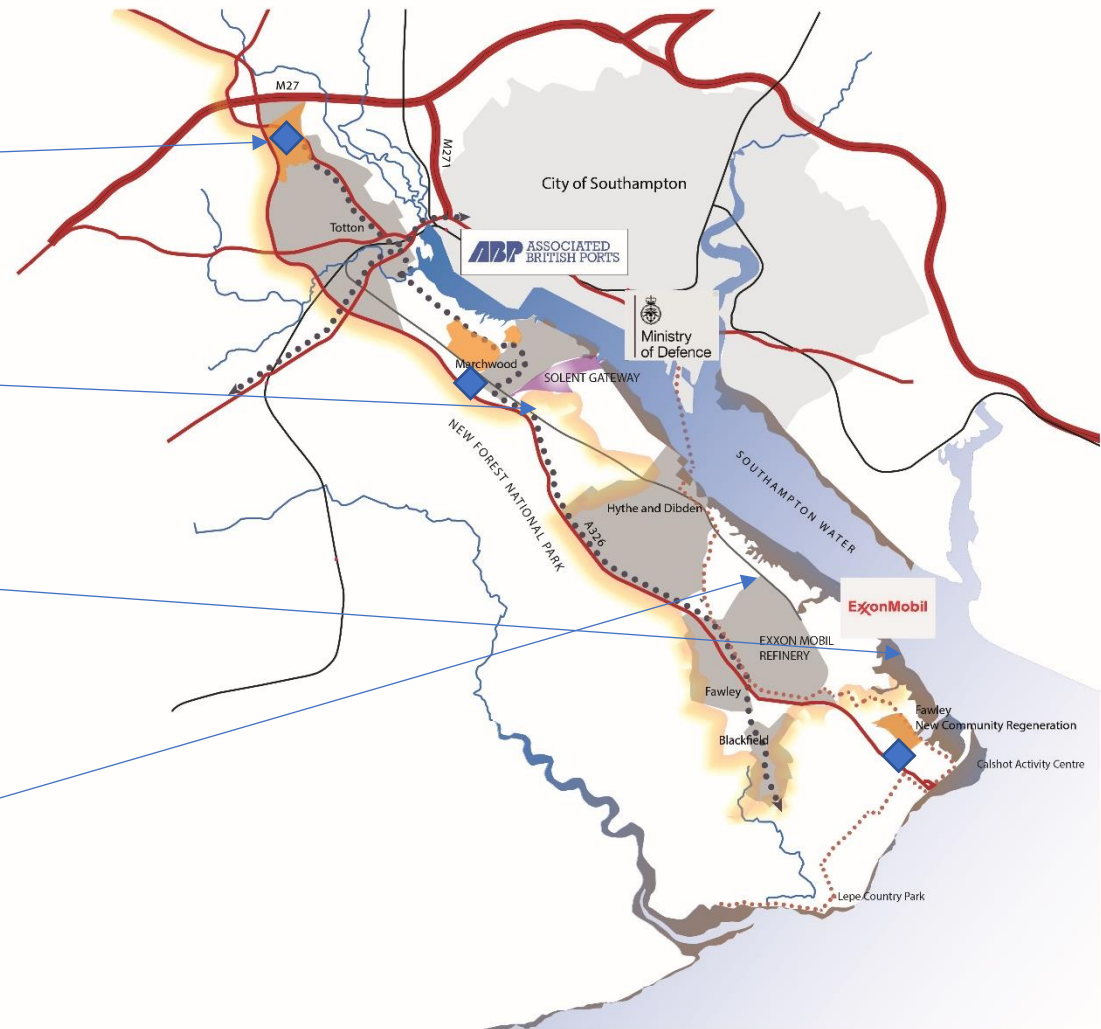 M27
M271
City of Southampton
Totton
ABP ASSOCIATED
BRITISH PORTS
Ministry
of Defence
Marchwood
SOLENT GATEWAY
NEW FOREST NATIONAL PARK
SOUTHAMPTON WATER
Hythe and Dibden
A326
ExxonMobil
EXXON MOBIL
REFINERY
Fawley
Fawley
New Community Regeneration
Blackfield
Calshot Activity Centre
Lepe Country Park